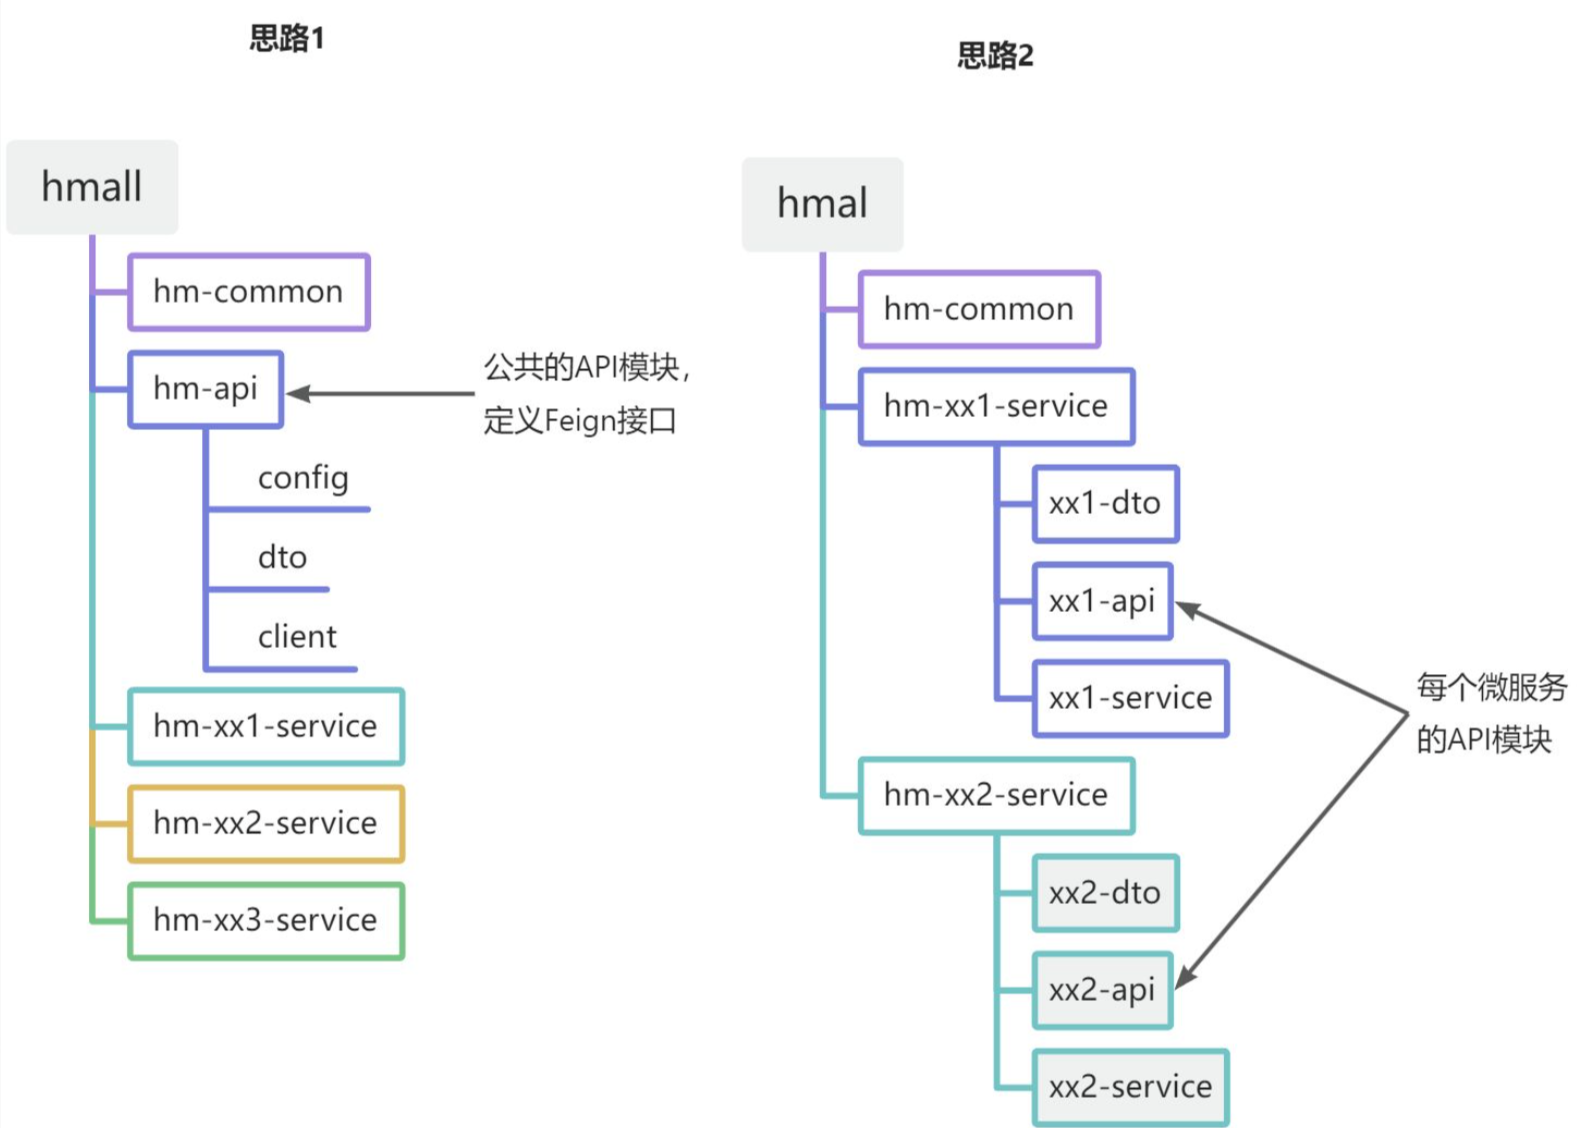 思路1
hmall
hm-common
hm-api
公共的API模块，
定义Feign接口
config
dto
client
hm-xx1-service
hm-xx2-service
hm-xx3-service
思路2
hmal
hm-common
hm-xx1-service
xx1-dto
xx1-api
xx1-service
每个微服务
的API模块
hm-xx2-service
xx2-dto
xx2-api
xx2-service